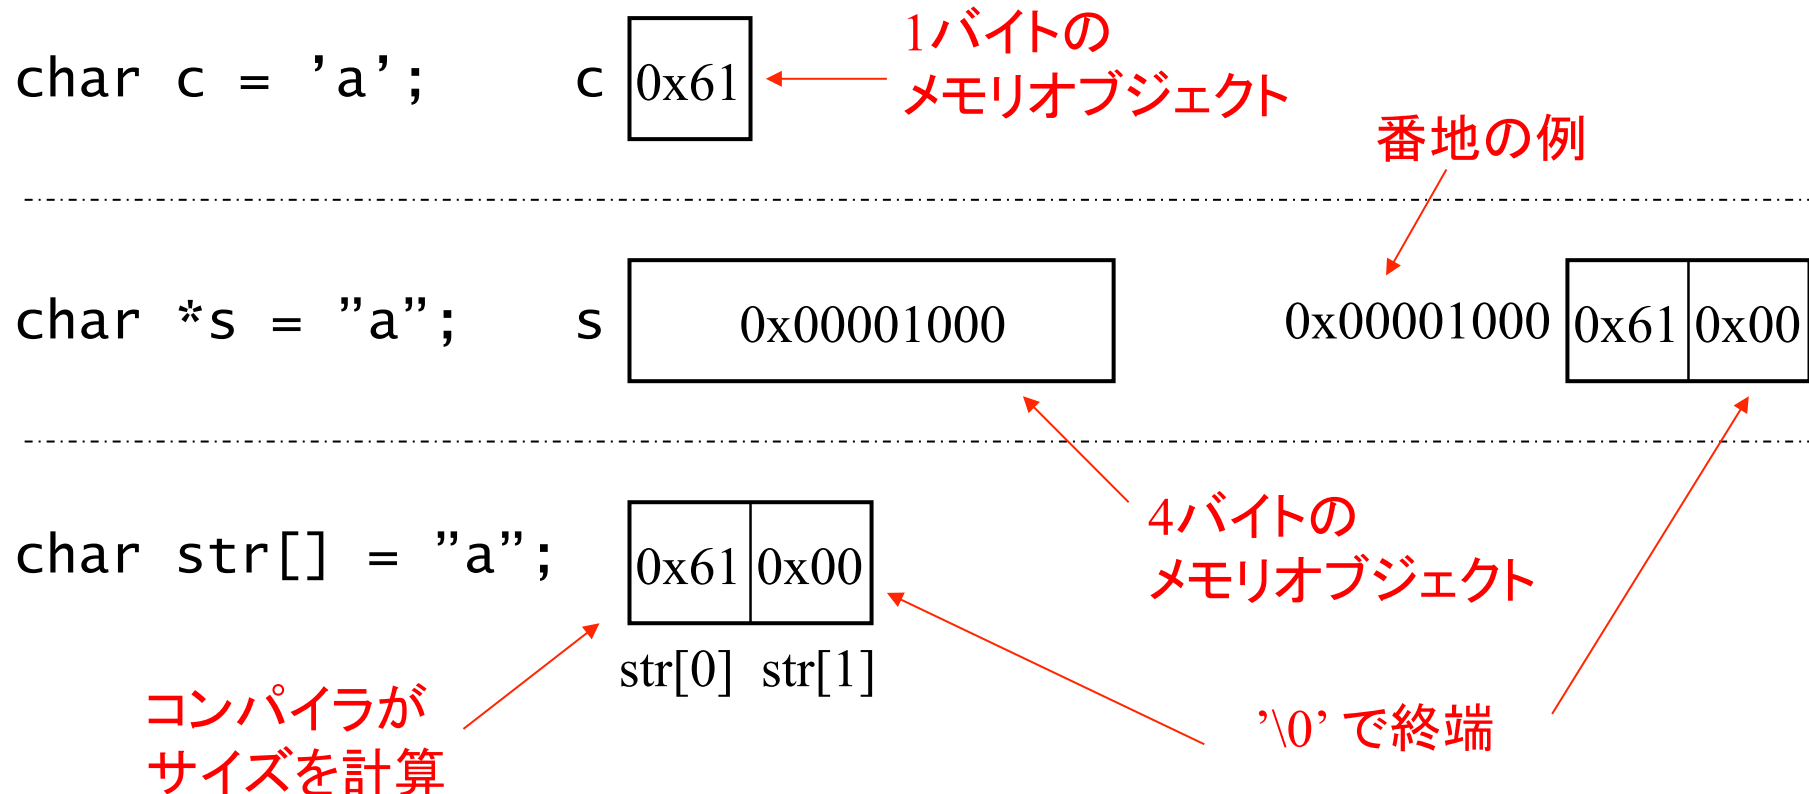 1バイトの
メモリオブジェクト
char c = ’a’; c 0x61
番地の例
char *s = ”a”; s 0x00001000 0x00001000 0x61 0x00
4バイトの
メモリオブジェクト
char str[] = ”a”; 0x61 0x00
str[0] str[1]
コンパイラが
サイズを計算
’\0’ で終端